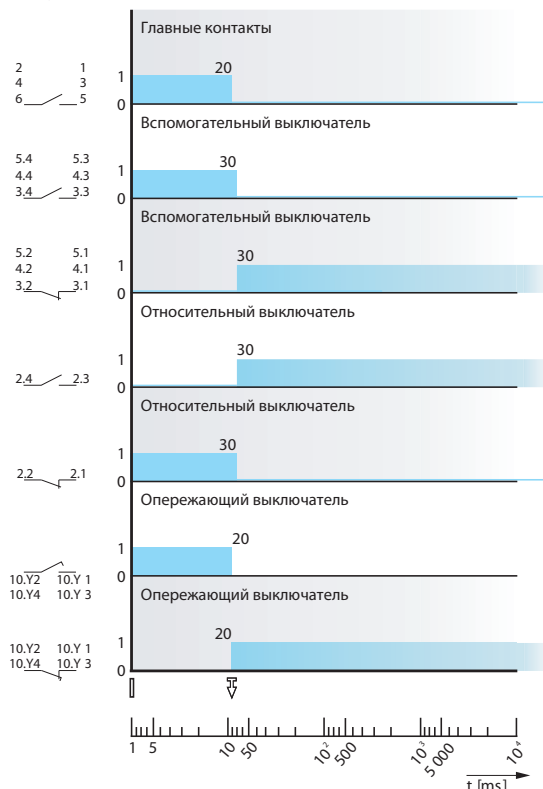 Главные контакты
2 1
4 3
6 5
1
20
0
Вспомогательный выключатель
5.4 5.3
4.4 4.3
3.4 3.3
1
30
0
Вспомогательный выключатель
5.2 5.1
4.2 4.1
3.2 3.1
1
30
0
Относительный выключатель
2.4 2.3
1
30
0
Относительный выключатель
2.2 2.1
1
30
0
Опережающий выключатель
10.Y2 10.Y 1
10.Y4 10.Y 3
1
20
0
Опережающий выключатель
10.Y2 10.Y 1
10.Y4 10.Y 3
1
20
0
1 5 10 50 10² 500 10³ 5 000 10⁴
t [ms]